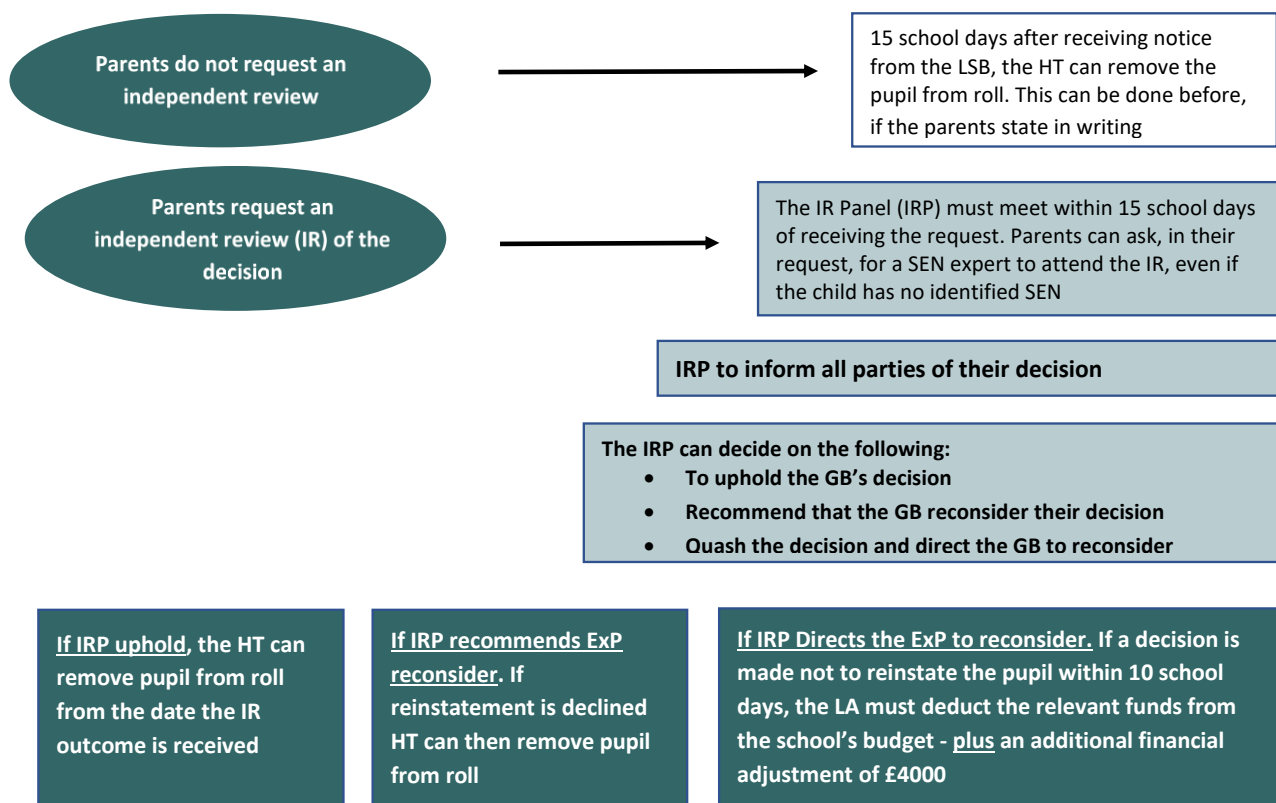 Parents do not request an
independent review
15 school days after receiving notice
from the LSB, the HT can remove the
pupil from roll. This can be done before,
if the parents state in writing
Parents request an
independent review (IR) of the
decision
The IR Panel (IRP) must meet within 15 school days
of receiving the request. Parents can ask, in their
request, for a SEN expert to attend the IR, even if
the child has no identified SEN
IRP to inform all parties of their decision
The IRP can decide on the following:
• To uphold the GB's decision
• Recommend that the GB reconsider their decision
• Quash the decision and direct the GB to reconsider
If IRP uphold, the HT can
remove pupil from roll
from the date the IR
outcome is received
If IRP recommends ExP
reconsider. If
reinstatement is declined
HT can then remove pupil
from roll
If IRP Directs the ExP to reconsider. If a decision is
made not to reinstate the pupil within 10 school
days, the LA must deduct the relevant funds from
the school's budget - plus an additional financial
adjustment of £4000